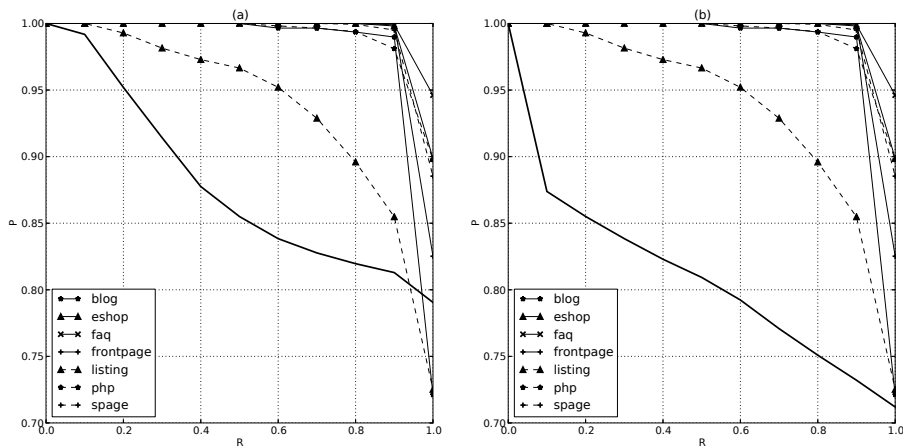 (a)
1.00
0.95
0.90
0.85
0.80
0.75
0.70
P
blog
eshop
faq
frontpage
listing
php
spage
0.0 0.2 0.4 0.6 0.8 1.0
R
(b)
1.00
0.95
0.90
0.85
0.80
0.75
0.70
P
blog
eshop
faq
frontpage
listing
php
spage
0.0 0.2 0.4 0.6 0.8 1.0
R